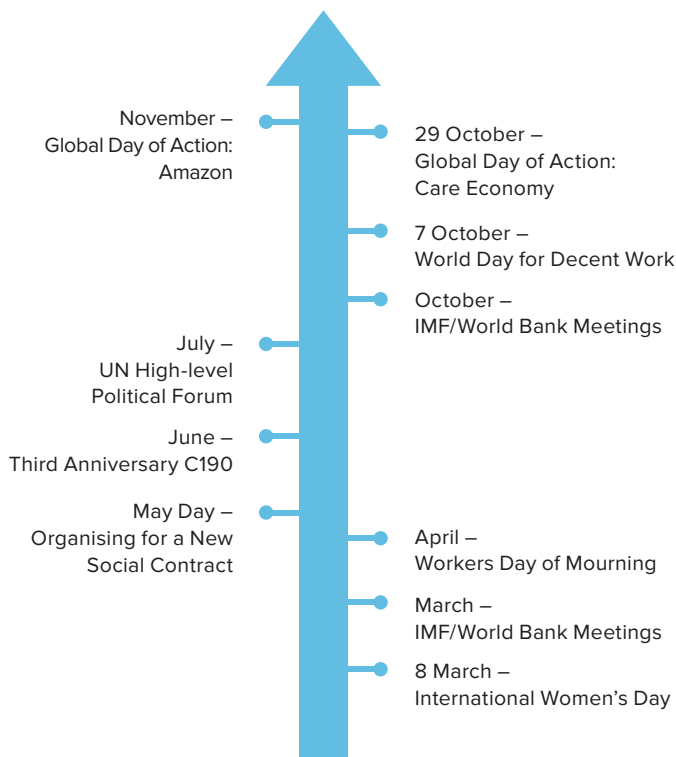 November –
Global Day of Action:
Amazon
29 October –
Global Day of Action:
Care Economy
7 October –
World Day for Decent Work
October –
IMF/World Bank Meetings
July –
UN High-level
Political Forum
June –
Third Anniversary C190
May Day –
Organising for a New
Social Contract
April –
Workers Day of Mourning
March –
IMF/World Bank Meetings
8 March –
International Women’s Day